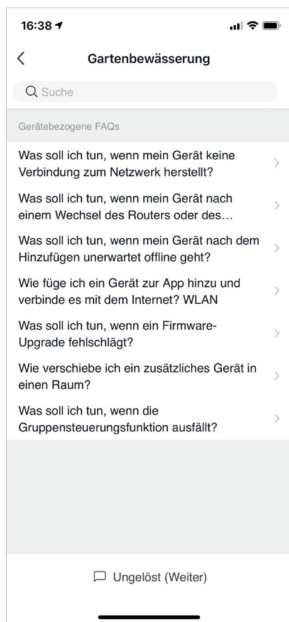 16:38
Gartenbewässerung
Suche
Gerätebezogene FAQs
Was soll ich tun, wenn mein Gerät keine
Verbindung zum Netzwerk herstellt?
Was soll ich tun, wenn mein Gerät nach
einem Wechsel des Routers oder des...
Was soll ich tun, wenn mein Gerät nach dem
Hinzufügen unerwartet offline geht?
Wie füge ich ein Gerät zur App hinzu und
verbinde es mit dem Internet? WLAN
Was soll ich tun, wenn ein Firmware-
Upgrade fehlschlägt?
Wie verschiebe ich ein zusätzliches Gerät in
einen Raum?
Was soll ich tun, wenn die
Gruppensteuerungsfunktion ausfällt?
Ungelöst (Weiter)